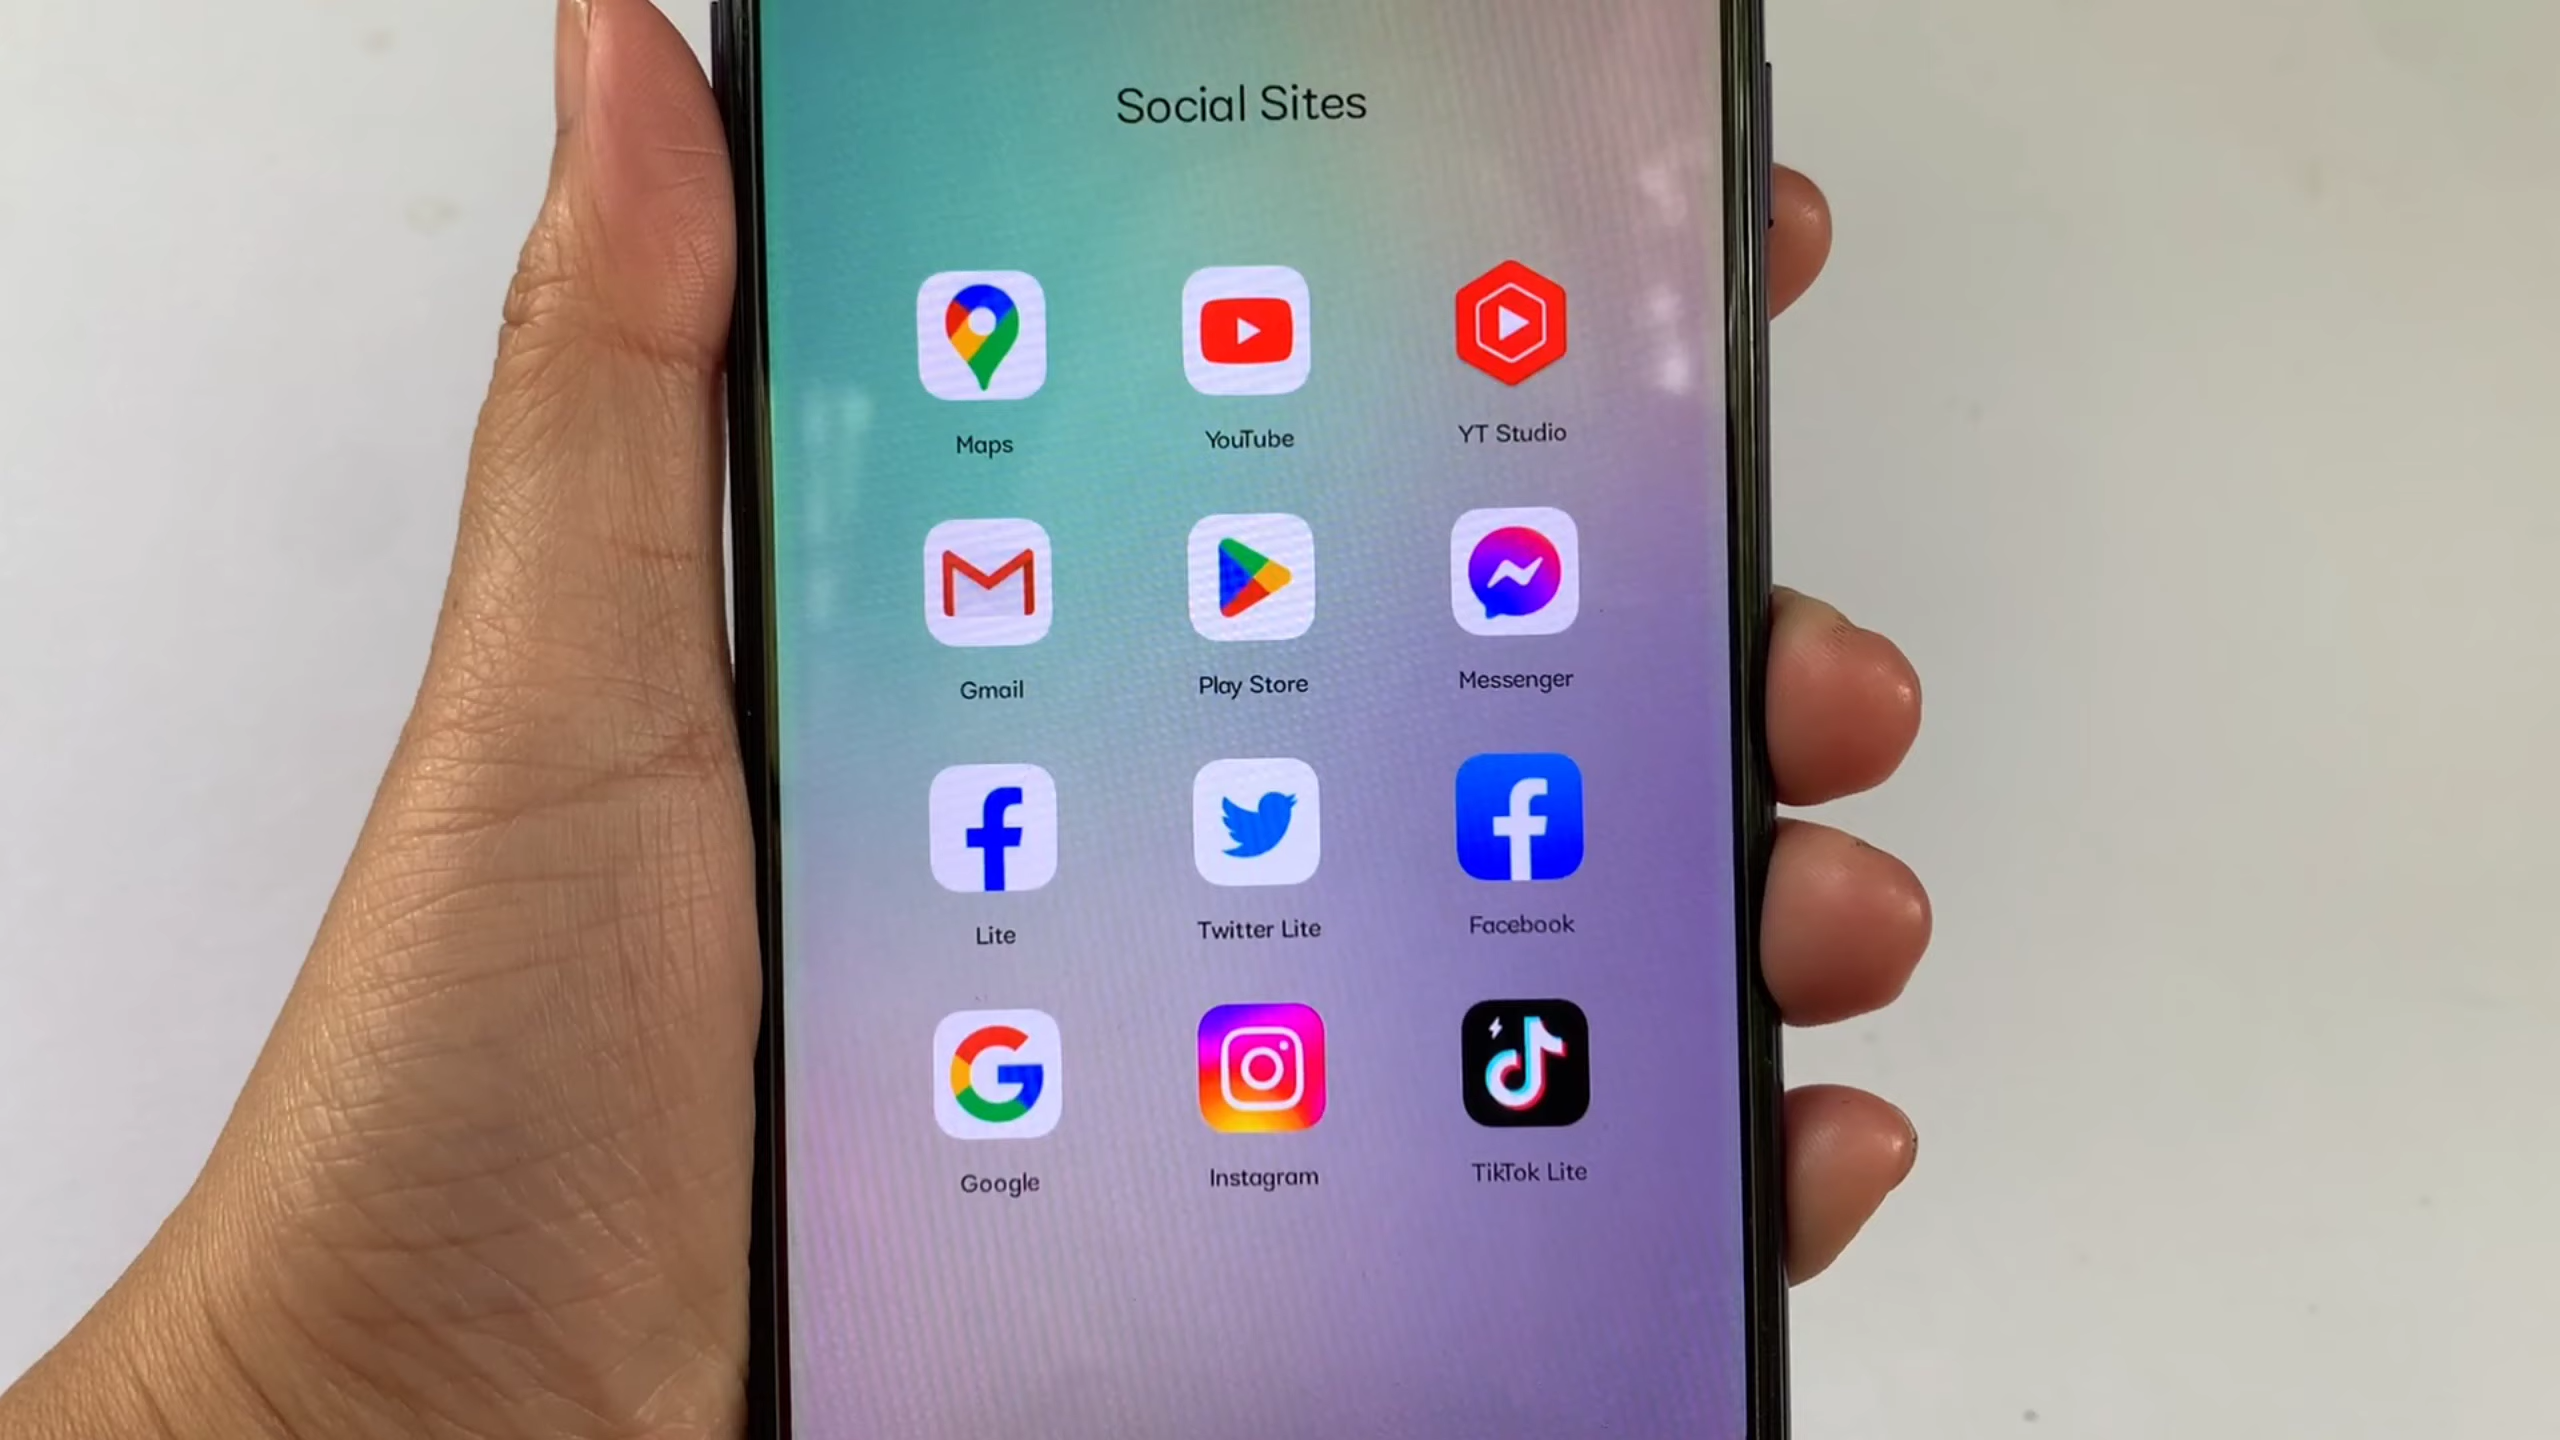 Social Sites
Maps
YouTube
YT Studio
Gmail
Play Store
Messenger
Lite
Twitter Lite
Facebook
Google
Instagram
TikTok Lite